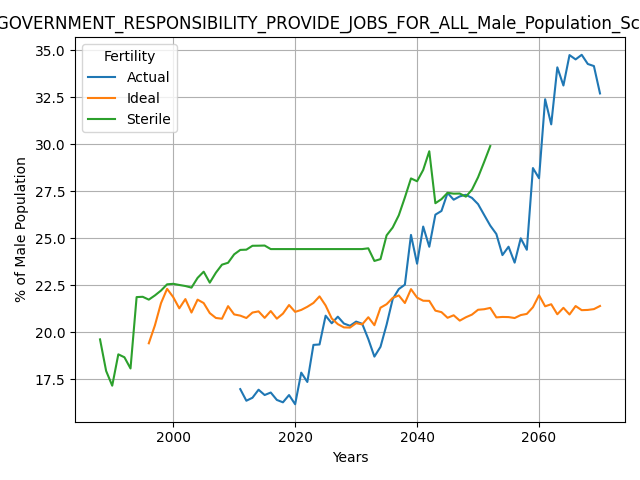 GOVERNMENT_RESPONSIBILITY_PROVIDE_JOBS_FOR_ALL_Male_Population_Sc
Fertility
Actual
Ideal
Sterile
35.0
32.5
30.0
27.5
25.0
22.5
20.0
17.5
% of Male Population
2000
2020
2040
2060
Years